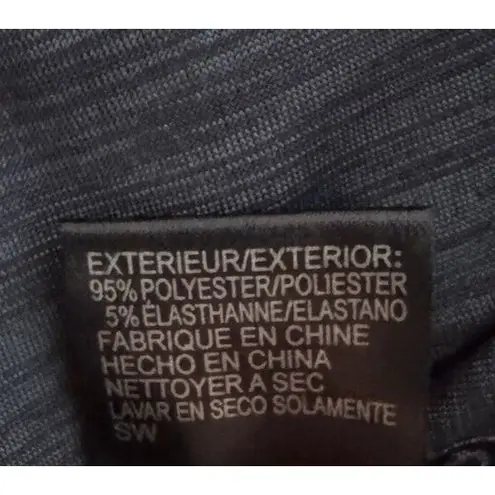 EXTERIEUR/EXTERIOR:
95% POLYESTER/POLIESTER
5% ÉLASTHANNE/ELASTANO
FABRIQUE EN CHINE
HECHO EN CHINA
NETTOYER A SEC
LAVAR EN SECO SOLAMENTE
SW